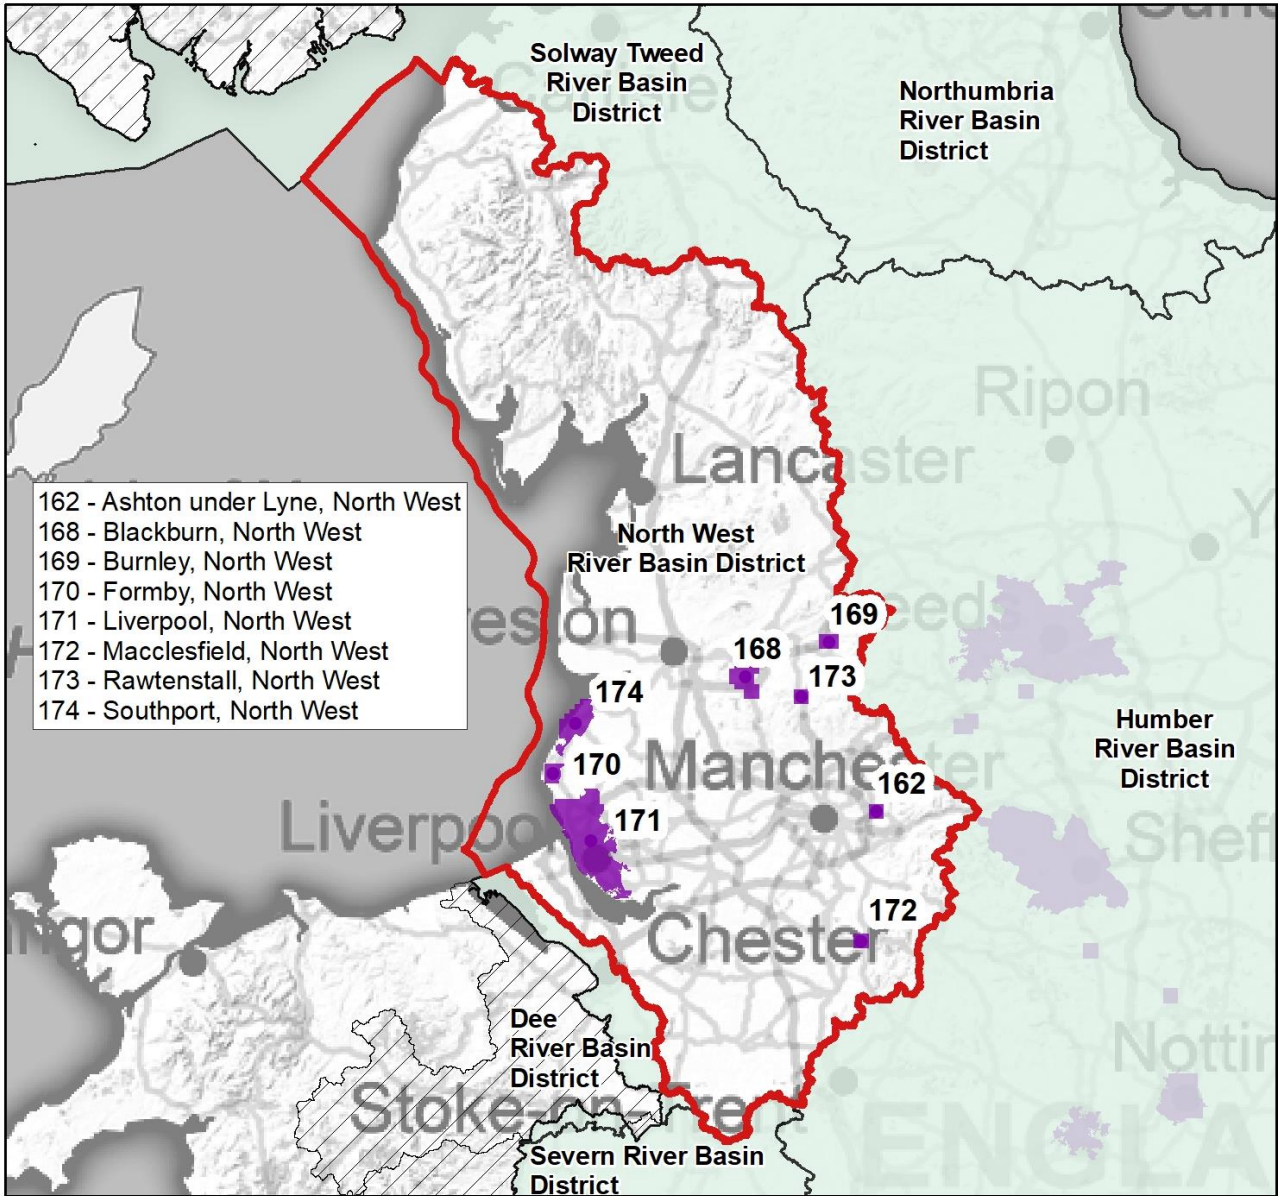 Solway Tweed
River Basin
District
Northumbria
River Basin
District
Ripon
Lancaster
162 - Ashton under Lyne, North West
168 - Blackburn, North West
169 - Burnley, North West
170 - Formby, North West
171 - Liverpool, North West
172 - Macclesfield, North West
173 - Rawtenstall, North West
174 - Southport, North West
North West
River Basin District
169
168
173
174
Humber
River Basin
District
170
Manchester
162
Liverpool
171
172
Chester
Dee
River Basin
District
Stoke-on-Trent
Severn River Basin
District